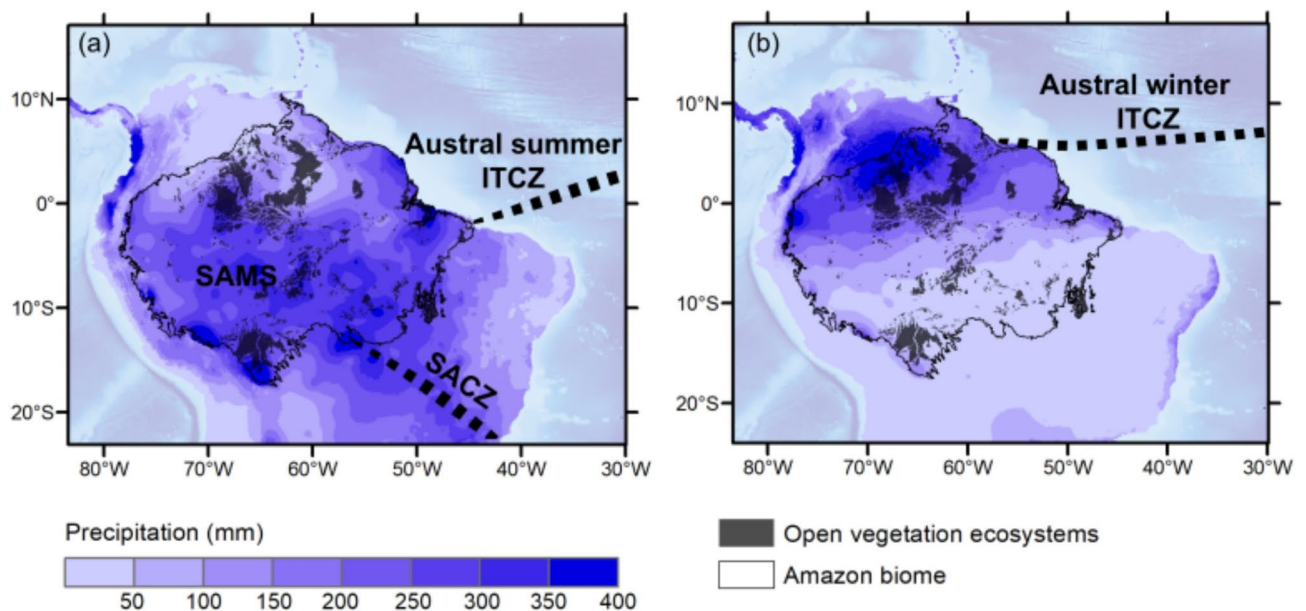 (a)
10°N
0°
10°S
20°S
80°W 70°W 60°W 50°W 40°W 30°W
Austral summer
ITCZ
SAMS
SACZ
(b)
10°N
0°
10°S
20°S
80°W 70°W 60°W 50°W 40°W 30°W
Austral winter
ITCZ
Precipitation (mm)
50 100 150 200 250 300 350 400
Open vegetation ecosystems
Amazon biome